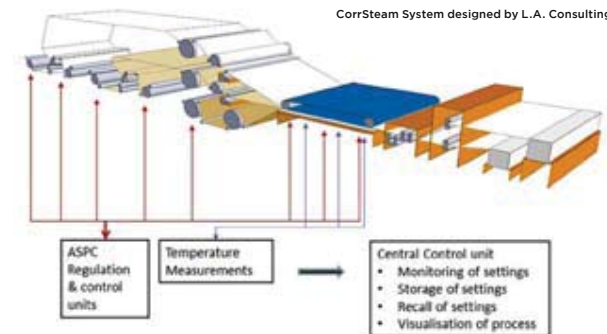 CorrSteam System designed by L.A. Consulting
ASPC
Regulation
& control
units
Temperature
Measurements
Central Control unit
• Monitoring of settings
• Storage of settings
• Recall of settings
• Visualisation of process